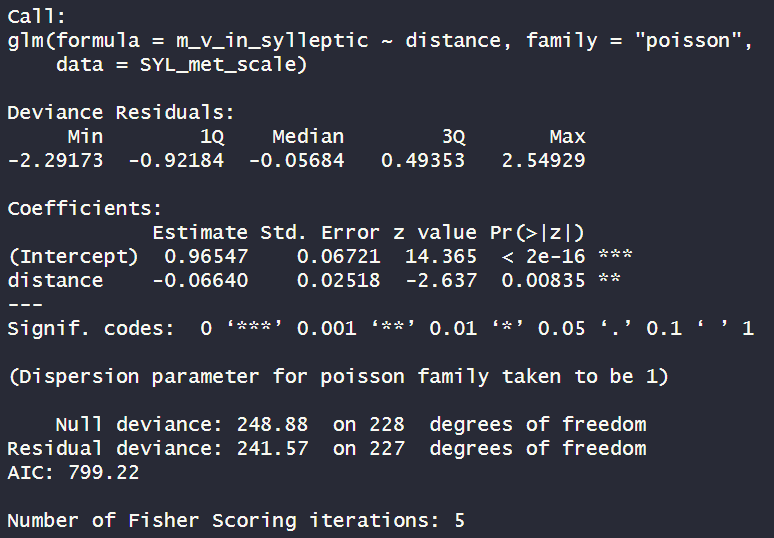 Call:
glm(formula = m_v_in_sylleptic ~ distance, family = "poisson",
    data = SYL_met_scale)

Deviance Residuals:
     Min       1Q    Median       3Q      Max
-2.29173 -0.92184 -0.05684  0.49353  2.54929

Coefficients:
            Estimate Std. Error z value Pr(>|z|)
(Intercept)  0.96547    0.06721  14.365  < 2e-16 ***
distance    -0.06640    0.02518  -2.637  0.00835 **
---
Signif. codes:  0 ‘***’ 0.001 ‘**’ 0.01 ‘*’ 0.05 ‘.’ 0.1 ‘ ’ 1

(Dispersion parameter for poisson family taken to be 1)

    Null deviance: 248.88  on 228  degrees of freedom
Residual deviance: 241.57  on 227  degrees of freedom
AIC: 799.22

Number of Fisher Scoring iterations: 5